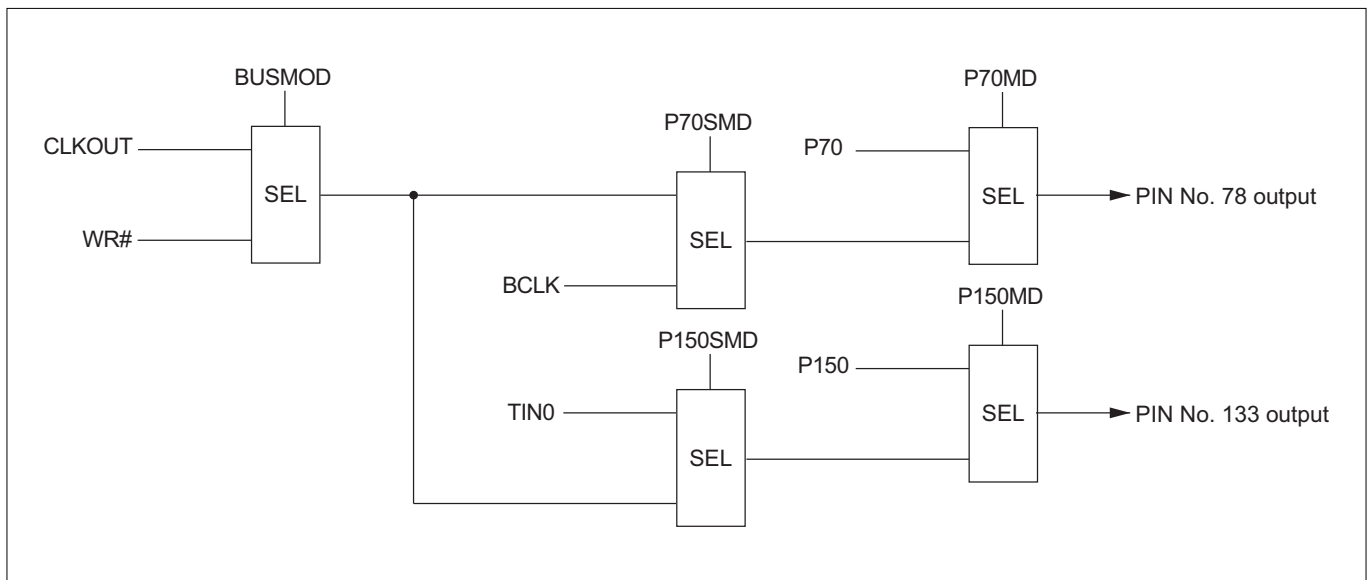 BUSMOD
CLKOUT
SEL
WR#
P70SMD
SEL
BCLK
P70MD
P70
SEL
PIN No. 78 output
P150SMD
TIN0
SEL
P150MD
P150
SEL
PIN No. 133 output